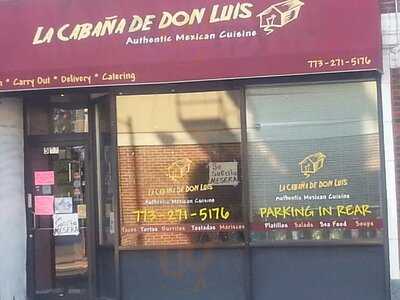 LA CABAÑA DE DON LUIS
Authentic Mexican Cuisine
* Carry Out * Delivery * Catering
773-271-5176
LA CABAÑA DE DON LUIS
Authentic Mexican Cuisine
773-271-5176
Tacos Tortas Burritos Tostadas Mariscos
Se
Solicita
MESERA
LA CABAÑA DE DON LUIS
Authentic Mexican Cuisine
PARKING IN REAR
Platillos Salads Sea Food Soups
Solicito
MESERA